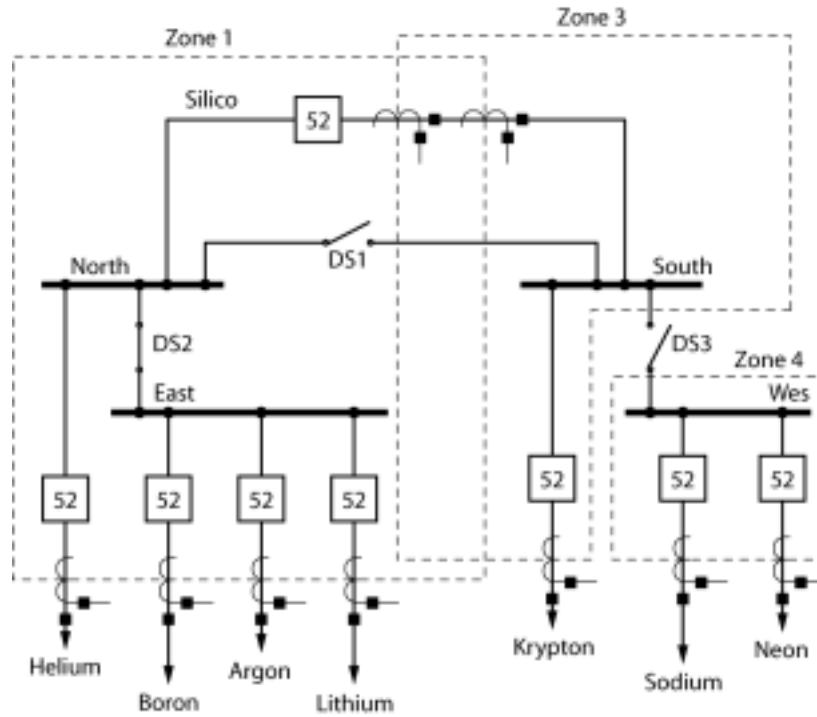 Zone 3
Zone 1
Silico
52
North
DS1
South
DS2
DS3
Zone 4
East
Wes
52
52
52
52
52
52
52
Helium
Boron
Argon
Lithium
Krypton
Sodium
Neon